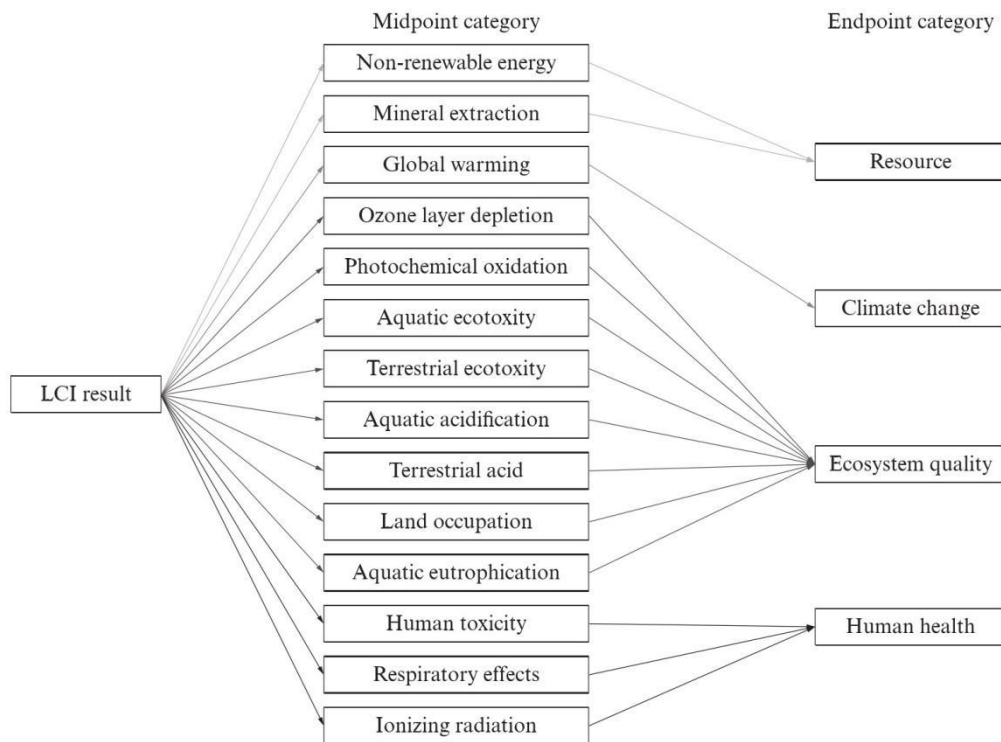 Midpoint category
Endpoint category
Non-renewable energy
Mineral extraction
Resource
Global warming
Ozone layer depletion
Photochemical oxidation
Climate change
Aquatic ecotoxity
Terrestrial ecotoxity
LCI result
Aquatic acidification
Terrestrial acid
Ecosystem quality
Land occupation
Aquatic eutrophication
Human toxicity
Human health
Respiratory effects
Ionizing radiation